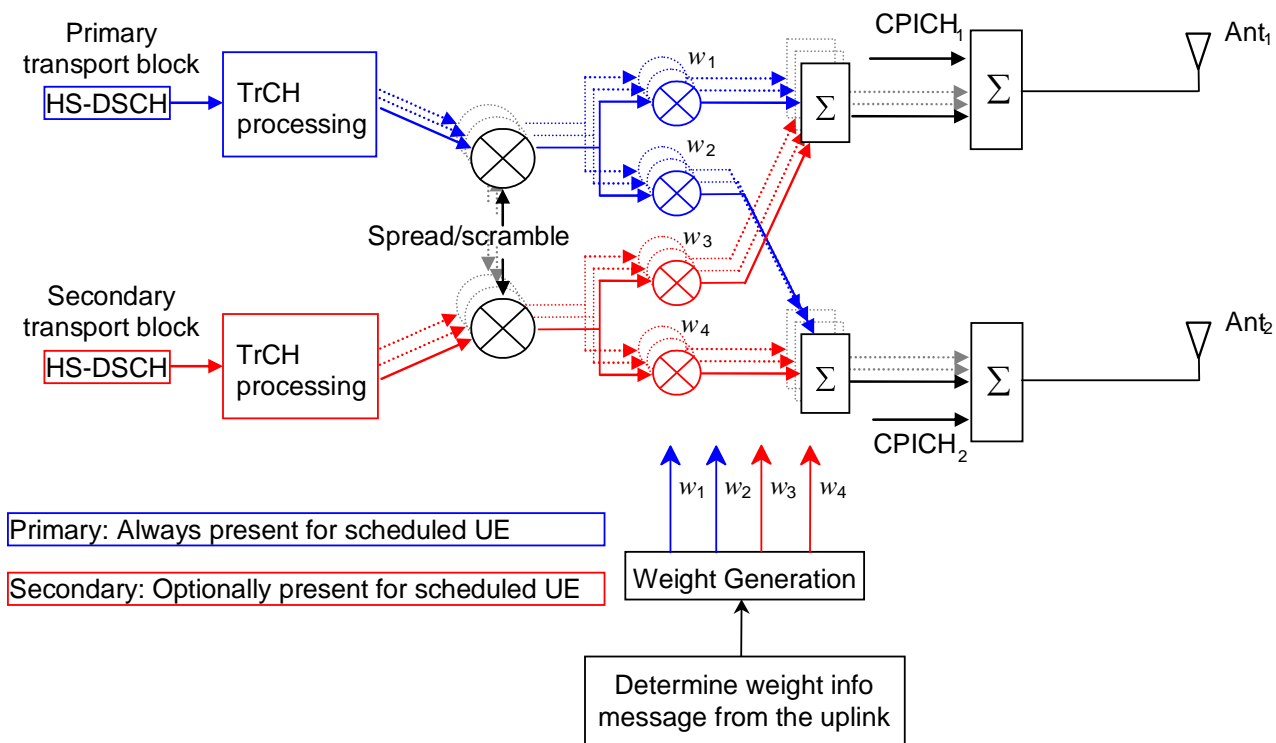 Primary
transport block
HS-DSCH
TrCH
processing
w1
w2
Σ
CPICH1
Σ
Ant1
Spread/scramble
Secondary
transport block
HS-DSCH
TrCH
processing
w3
w4
Σ
CPICH2
Σ
Ant2
w1 w2 w3 w4
Primary: Always present for scheduled UE
Secondary: Optionally present for scheduled UE
Weight Generation
Determine weight info
message from the uplink